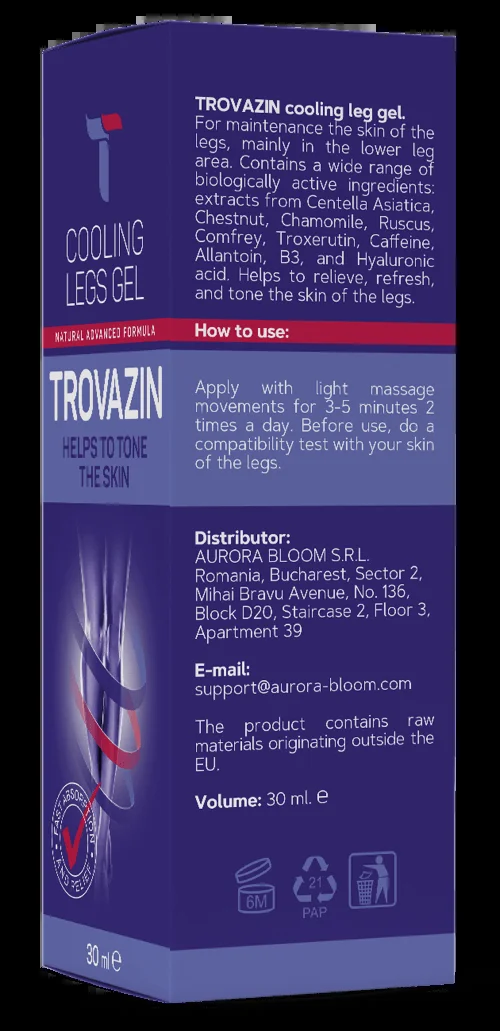 T
COOLING
LEGS GEL
NATURAL ADVANCED FORMULA
TROVAZIN
HELPS TO TONE
THE SKIN
FAST ABSORPTION
AND RELIEF
30 ml ℮
TROVAZIN cooling leg gel.
For maintenance the skin of the
legs, mainly in the lower leg
area. Contains a wide range of
biologically active ingredients:
extracts from Centella Asiatica,
Chestnut, Chamomile, Ruscus,
Comfrey, Troxerutin, Caffeine,
Allantoin, B3, and Hyaluronic
acid. Helps to relieve, refresh,
and tone the skin of the legs.
How to use:
Apply with light massage
movements for 3-5 minutes 2
times a day. Before use, do a
compatibility test with your skin
of the legs.
Distributor:
AURORA BLOOM S.R.L.
Romania, Bucharest, Sector 2,
Mihai Bravu Avenue, No. 136,
Block D20, Staircase 2, Floor 3,
Apartment 39
E-mail:
support@aurora-bloom.com
The product contains raw
materials originating outside the
EU.
Volume: 30 ml. ℮
6M
21
PAP